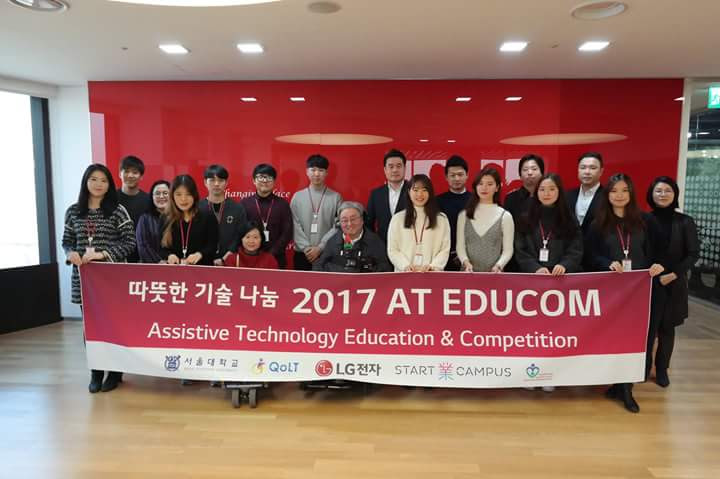 따뜻한 기술 나눔 2017 AT EDUCOM
Assistive Technology Education & Competition
서울대학교 QoLT LG전자 START 業 CAMPUS